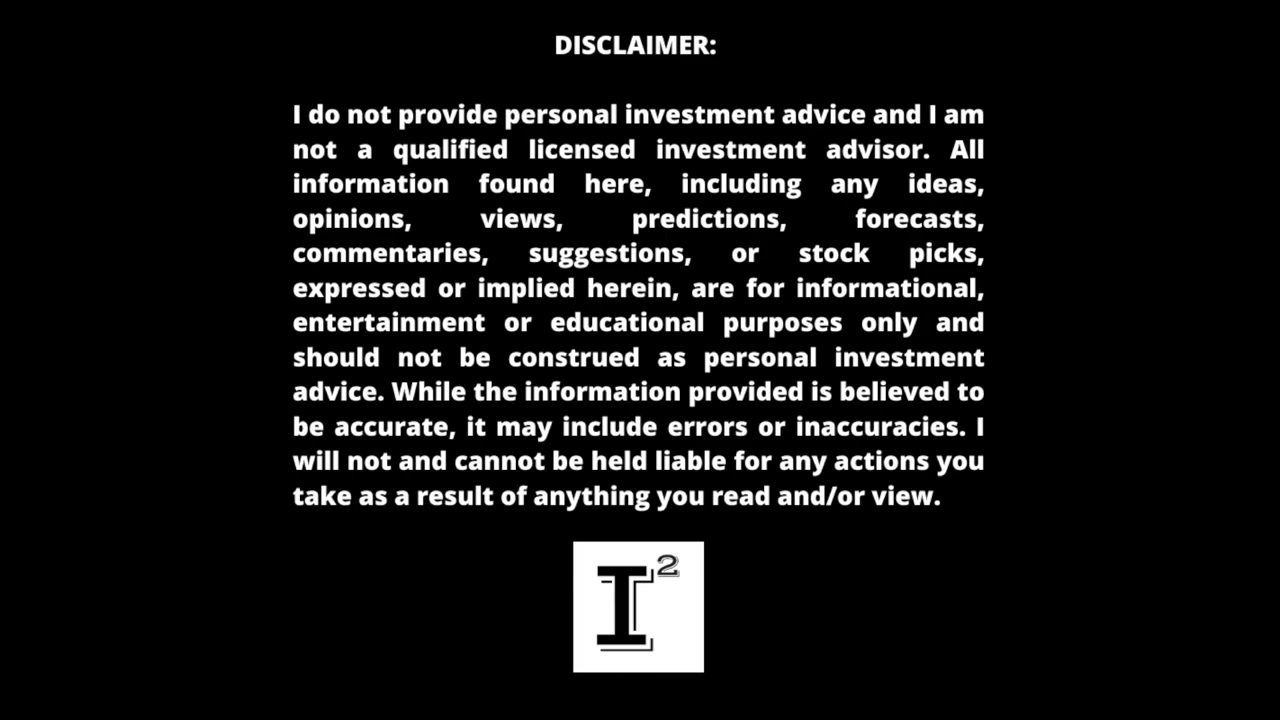 DISCLAIMER:
I do not provide personal investment advice and I am
not a qualified licensed investment advisor. All
information found here, including any ideas,
opinions, views, predictions, forecasts,
commentaries, suggestions, or stock picks,
expressed or implied herein, are for informational,
entertainment or educational purposes only and
should not be construed as personal investment
advice. While the information provided is believed to
be accurate, it may include errors or inaccuracies. I
will not and cannot be held liable for any actions you
take as a result of anything you read and/or view.
I²